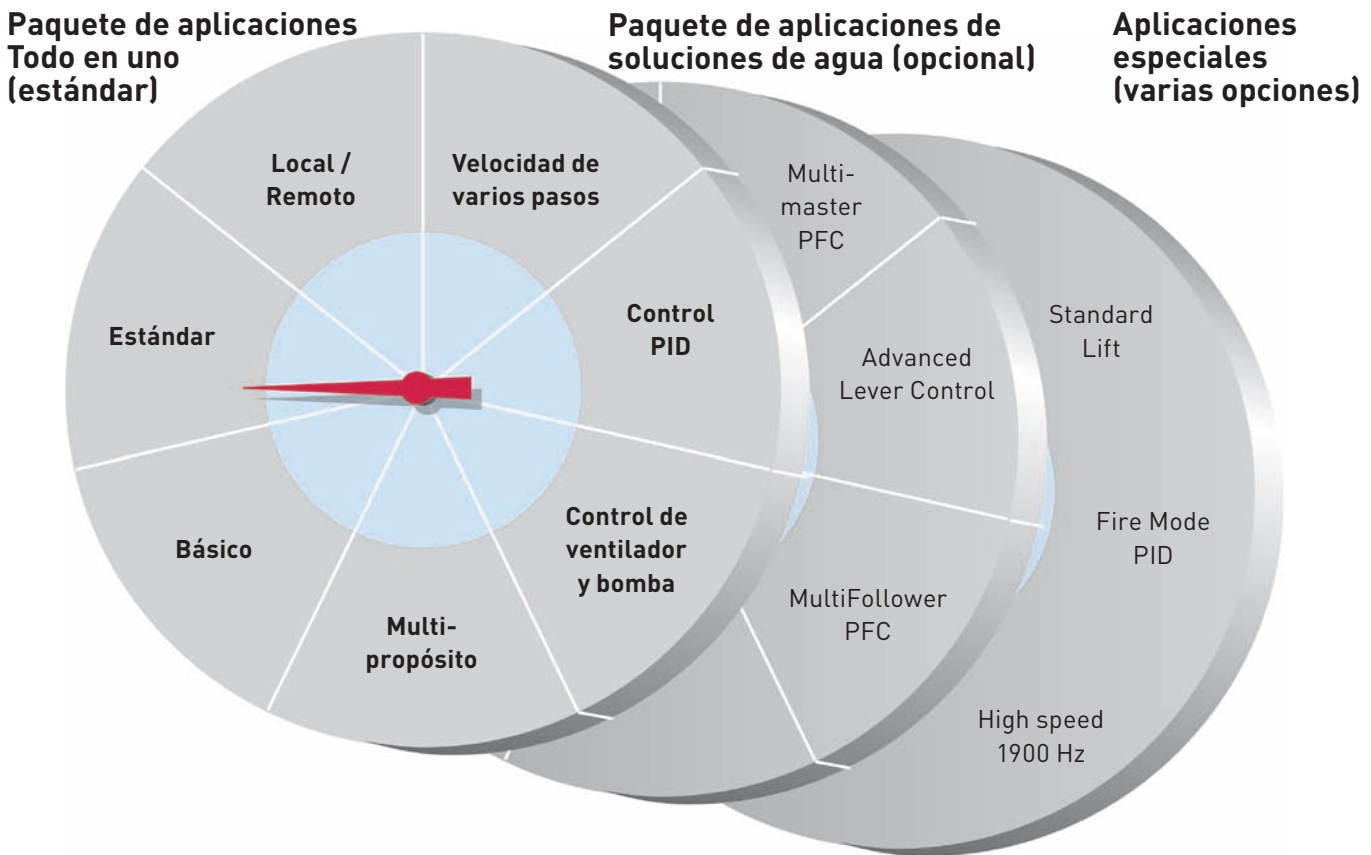 Paquete de aplicaciones
Todo en uno
(estándar)
Paquete de aplicaciones de
soluciones de agua (opcional)
Aplicaciones
especiales
(varias opciones)
Local /
Remoto
Velocidad de
varios pasos
Estándar
Control
PID
Básico
Control de
ventilador
y bomba
Multi-
propósito
Multi-
master
PFC
Advanced
Lever Control
MultiFollower
PFC
Standard
Lift
Fire Mode
PID
High speed
1900 Hz